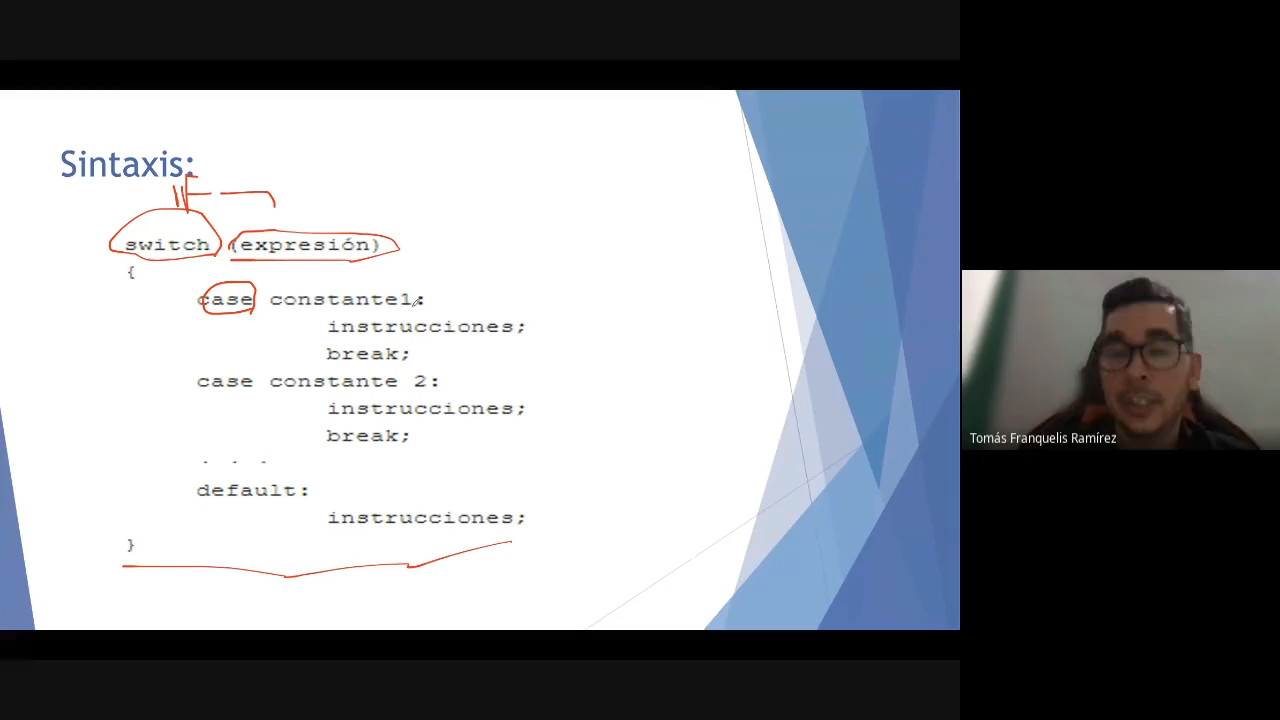 Sintaxis:
switch (expresión)
{
case constante1:
instrucciones;
break;
case constante 2:
instrucciones;
break;
. . .
default:
instrucciones;
}
Tomás Franquelis Ramírez